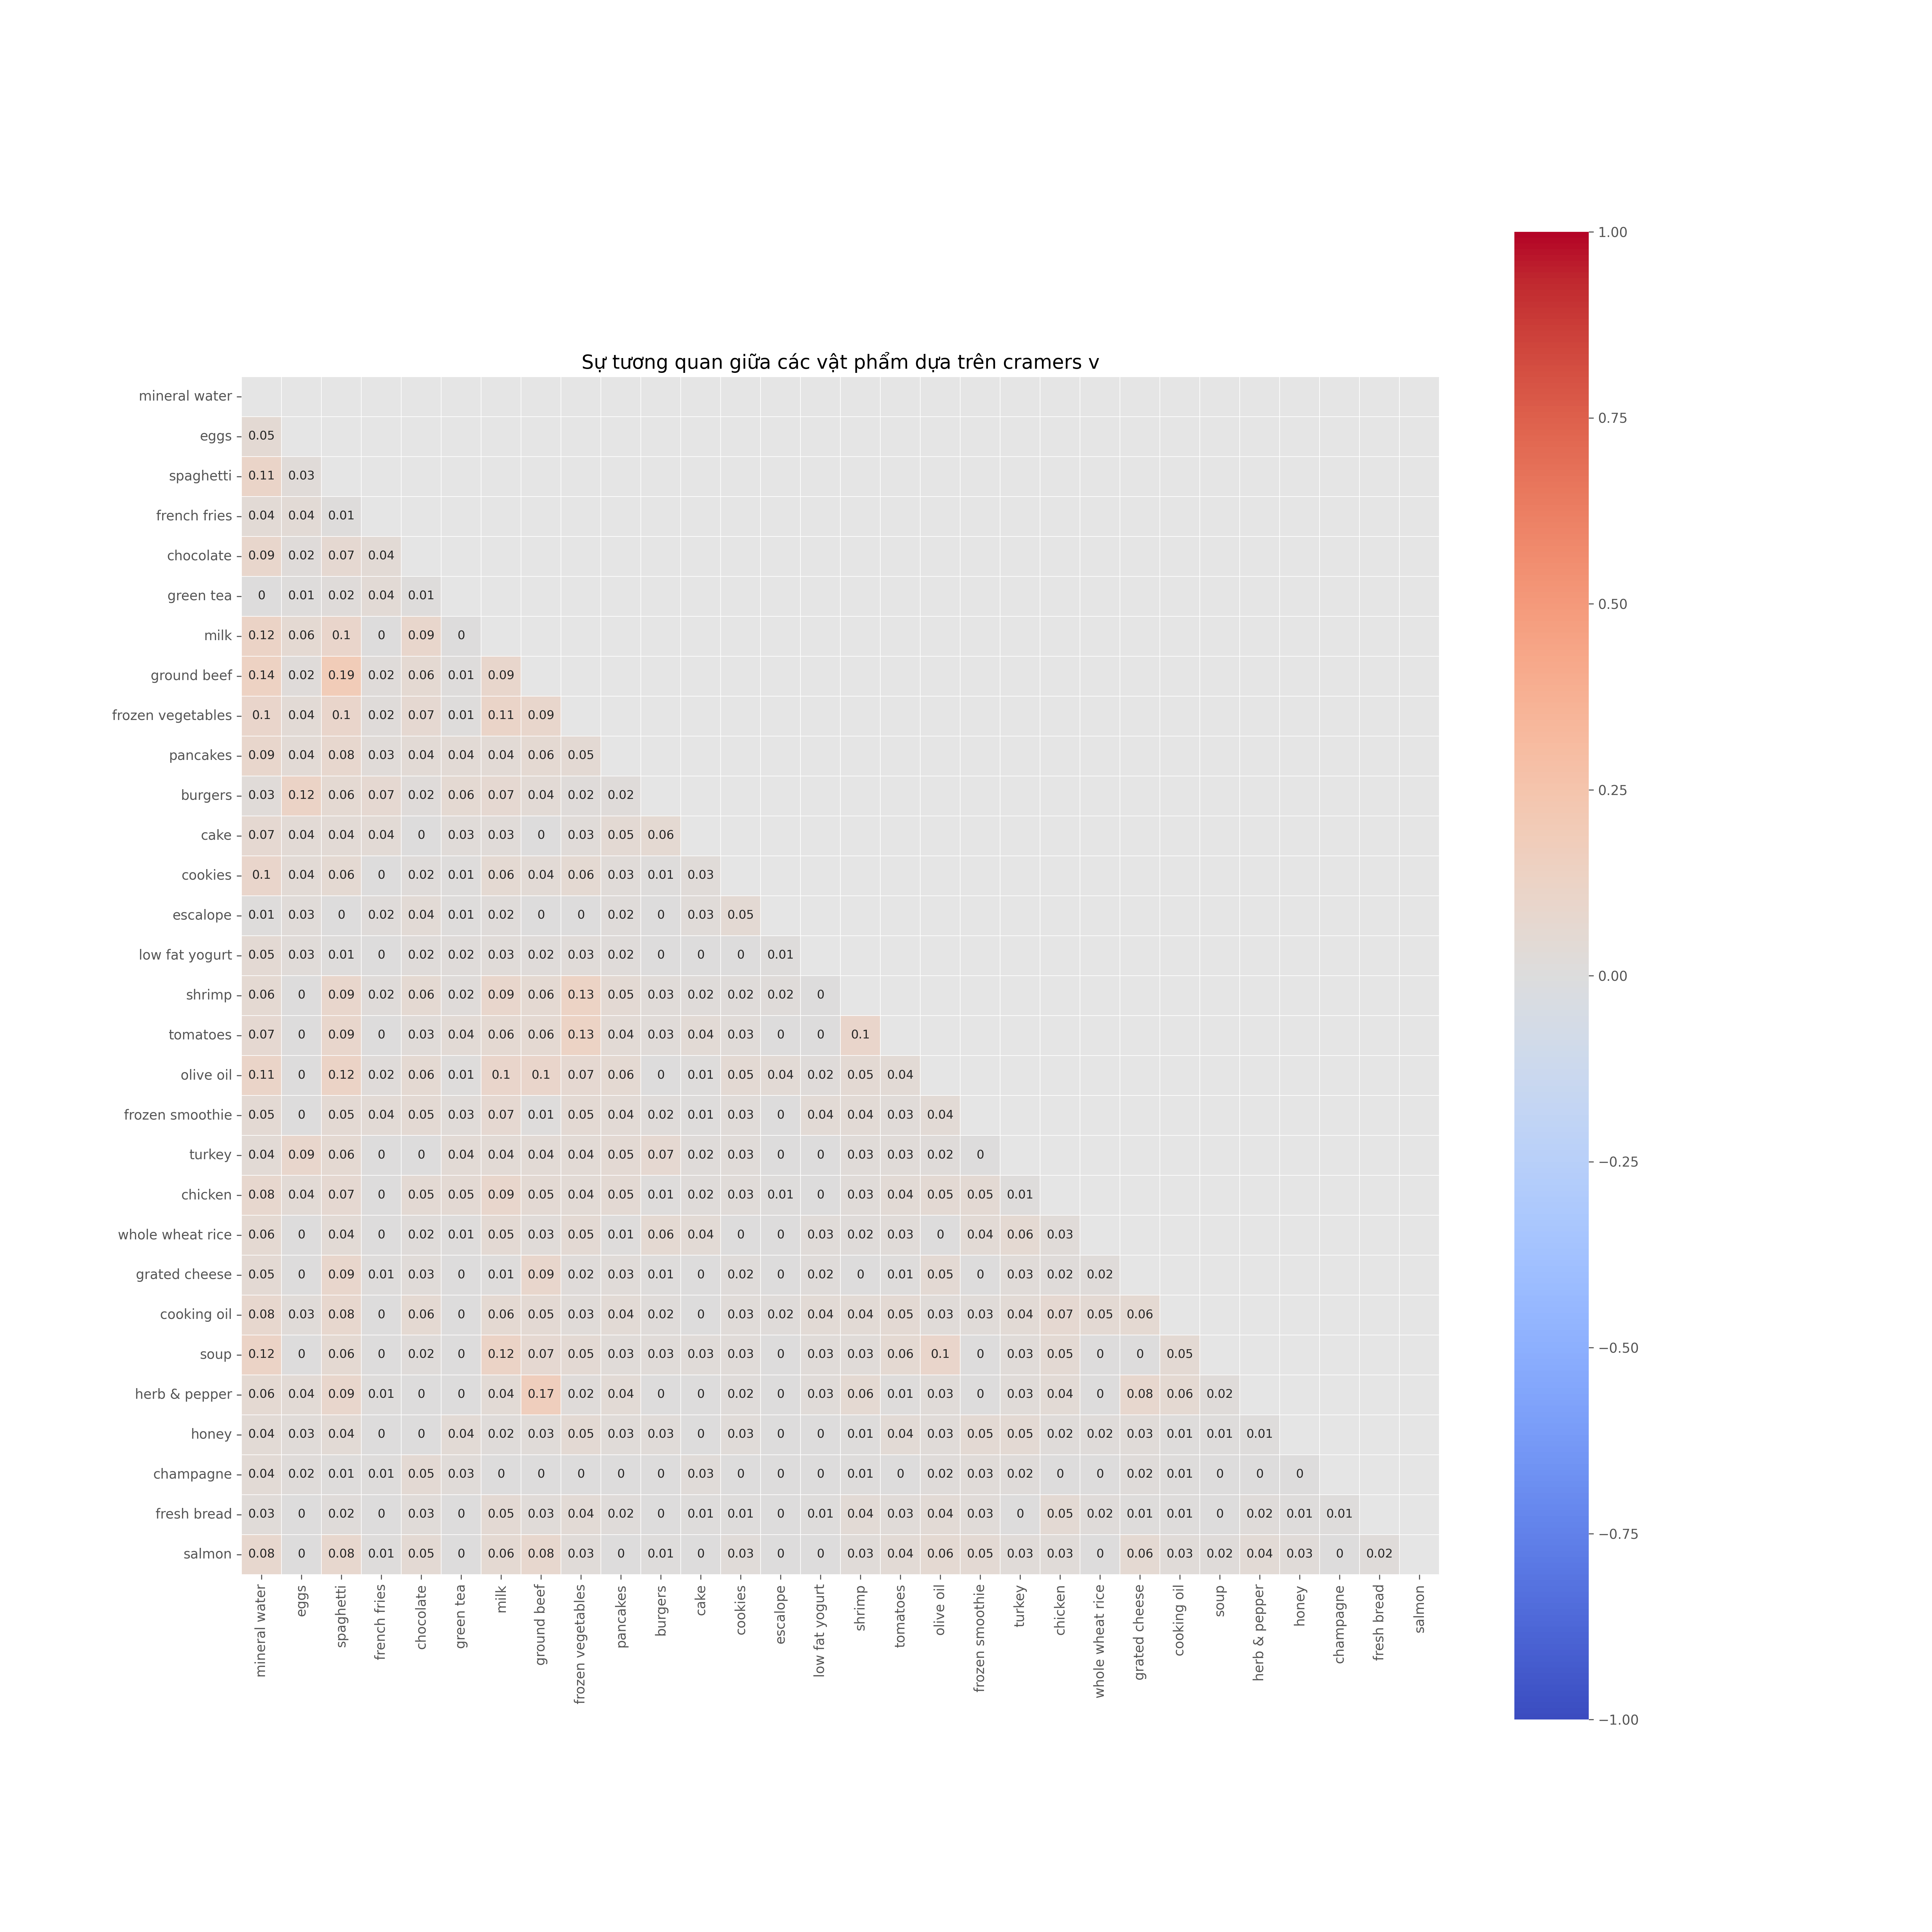 Sự tương quan giữa các vật phẩm dựa trên cramers v
mineral water
eggs 0.05
spaghetti 0.11 0.03
french fries 0.04 0.04 0.01
chocolate 0.09 0.02 0.07 0.04
green tea 0 0.01 0.02 0.04 0.01
milk 0.12 0.06 0.1 0 0.09 0
ground beef 0.14 0.02 0.19 0.02 0.06 0.01 0.09
frozen vegetables 0.1 0.04 0.1 0.02 0.07 0.01 0.11 0.09
pancakes 0.09 0.04 0.08 0.03 0.04 0.04 0.04 0.06 0.05
burgers 0.03 0.12 0.06 0.07 0.02 0.06 0.07 0.04 0.02 0.02
cake 0.07 0.04 0.04 0.04 0 0.03 0.03 0 0.03 0.05 0.06
cookies 0.1 0.04 0.06 0 0.02 0.01 0.06 0.04 0.06 0.03 0.01 0.03
escalope 0.01 0.03 0 0.02 0.04 0.01 0.02 0 0 0.02 0 0.03 0.05
low fat yogurt 0.05 0.03 0.01 0 0.02 0.02 0.03 0.02 0.03 0.02 0 0 0 0.01
shrimp 0.06 0 0.09 0.02 0.06 0.02 0.09 0.06 0.13 0.05 0.03 0.02 0.02 0.02 0
tomatoes 0.07 0 0.09 0 0.03 0.04 0.06 0.06 0.13 0.04 0.03 0.04 0.03 0 0 0.1
olive oil 0.11 0 0.12 0.02 0.06 0.01 0.1 0.1 0.07 0.06 0 0.01 0.05 0.04 0.02 0.05 0.04
frozen smoothie 0.05 0 0.05 0.04 0.05 0.03 0.07 0.01 0.05 0.04 0.02 0.01 0.03 0 0.04 0.04 0.03 0.04
turkey 0.04 0.09 0.06 0 0 0.04 0.04 0.04 0.04 0.05 0.07 0.02 0.03 0 0 0.03 0.03 0.02 0
chicken 0.08 0.04 0.07 0 0.05 0.05 0.09 0.05 0.04 0.05 0.01 0.02 0.03 0.01 0 0.03 0.04 0.05 0.05 0.01
whole wheat rice 0.06 0 0.04 0 0.02 0.01 0.05 0.03 0.05 0.01 0.06 0.04 0 0 0.03 0.02 0.03 0 0.04 0.06 0.03
grated cheese 0.05 0 0.09 0.01 0.03 0 0.01 0.09 0.02 0.03 0.01 0 0.02 0 0.02 0 0.01 0.05 0 0.03 0.02 0.02
cooking oil 0.08 0.03 0.08 0 0.06 0 0.06 0.05 0.03 0.04 0.02 0 0.03 0.02 0.04 0.04 0.05 0.03 0.03 0.04 0.07 0.05 0.06
soup 0.12 0 0.06 0 0.02 0 0.12 0.07 0.05 0.03 0.03 0.03 0.03 0 0.03 0.03 0.06 0.1 0 0.03 0.05 0 0 0.05
herb & pepper 0.06 0.04 0.09 0.01 0 0 0.04 0.17 0.02 0.04 0 0 0.02 0 0.03 0.06 0.01 0.03 0 0.03 0.04 0 0.08 0.06 0.02
honey 0.04 0.03 0.04 0 0 0.04 0.02 0.03 0.05 0.03 0.03 0 0.03 0 0 0.01 0.04 0.03 0.05 0.05 0.02 0.02 0.03 0.01 0.01 0.01
champagne 0.04 0.02 0.01 0.01 0.05 0.03 0 0 0 0 0 0.03 0 0 0 0.01 0 0.02 0.03 0.02 0 0 0.02 0.01 0 0 0
fresh bread 0.03 0 0.02 0 0.03 0 0.05 0.03 0.04 0.02 0 0.01 0.01 0 0.01 0.04 0.03 0.04 0.03 0 0.05 0.02 0.01 0.01 0 0.02 0.01 0.01
salmon 0.08 0 0.08 0.01 0.05 0 0.06 0.08 0.03 0 0.01 0 0.03 0 0 0.03 0.04 0.06 0.05 0.03 0.03 0 0.06 0.03 0.02 0.04 0.03 0 0.02
mineral water
eggs
spaghetti
french fries
chocolate
green tea
milk
ground beef
frozen vegetables
pancakes
burgers
cake
cookies
escalope
low fat yogurt
shrimp
tomatoes
olive oil
frozen smoothie
turkey
chicken
whole wheat rice
grated cheese
cooking oil
soup
herb & pepper
honey
champagne
fresh bread
salmon
1.00
0.75
0.50
0.25
0.00
−0.25
−0.50
−0.75
−1.00